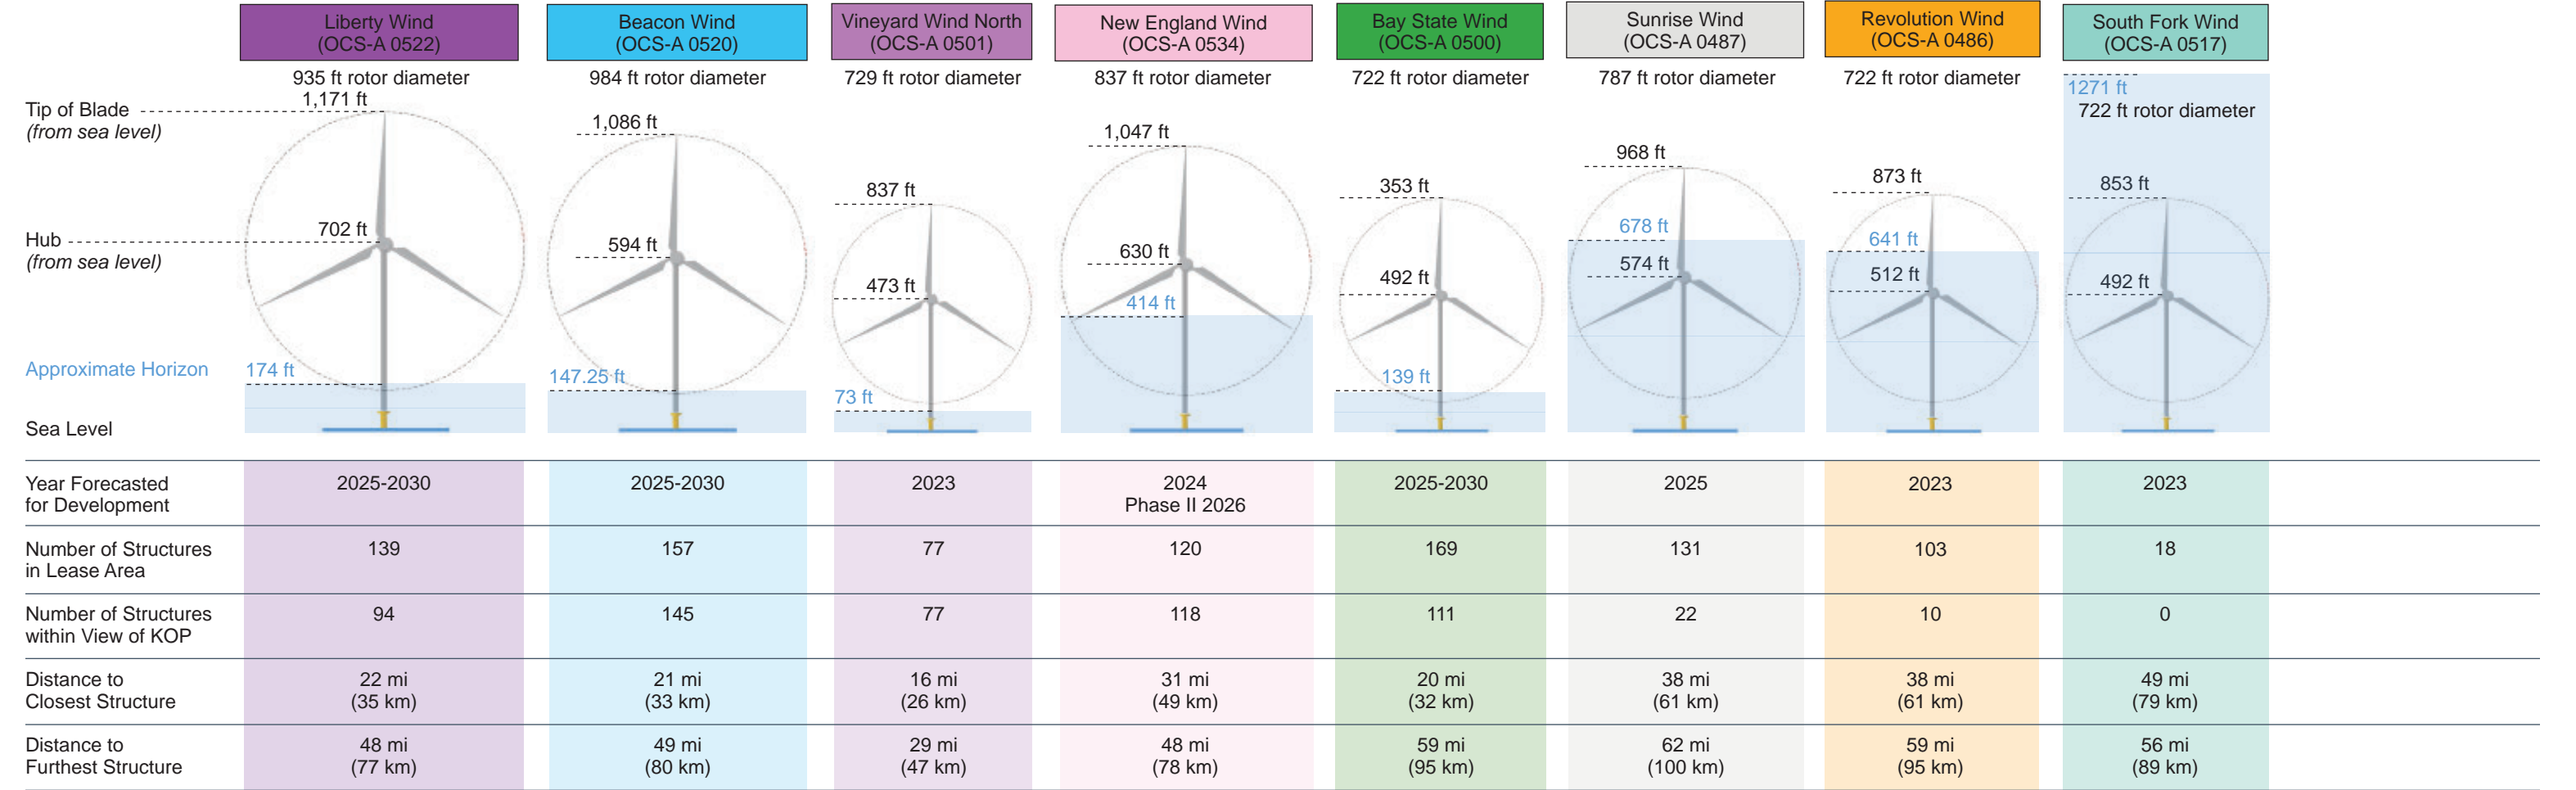 Liberty Wind
(OCS-A 0522)
Beacon Wind
(OCS-A 0520)
Vineyard Wind North
(OCS-A 0501)
New England Wind
(OCS-A 0534)
Bay State Wind
(OCS-A 0500)
Sunrise Wind
(OCS-A 0487)
Revolution Wind
(OCS-A 0486)
South Fork Wind
(OCS-A 0517)
935 ft rotor diameter
984 ft rotor diameter
729 ft rotor diameter
837 ft rotor diameter
722 ft rotor diameter
787 ft rotor diameter
722 ft rotor diameter
1271 ft
722 ft rotor diameter
Tip of Blade
(from sea level)
1,171 ft
1,086 ft
837 ft
1,047 ft
353 ft
968 ft
873 ft
853 ft
Hub
(from sea level)
702 ft
594 ft
473 ft
630 ft
492 ft
574 ft
512 ft
492 ft
Approximate Horizon
174 ft
147.25 ft
73 ft
414 ft
139 ft
678 ft
641 ft
Sea Level
Year Forecasted
for Development
2025-2030
2025-2030
2023
2024
Phase II 2026
2025-2030
2025
2023
2023
Number of Structures
in Lease Area
139
157
77
120
169
131
103
18
Number of Structures
within View of KOP
94
145
77
118
111
22
10
0
Distance to
Closest Structure
22 mi
(35 km)
21 mi
(33 km)
16 mi
(26 km)
31 mi
(49 km)
20 mi
(32 km)
38 mi
(61 km)
38 mi
(61 km)
49 mi
(79 km)
Distance to
Furthest Structure
48 mi
(77 km)
49 mi
(80 km)
29 mi
(47 km)
48 mi
(78 km)
59 mi
(95 km)
62 mi
(100 km)
59 mi
(95 km)
56 mi
(89 km)